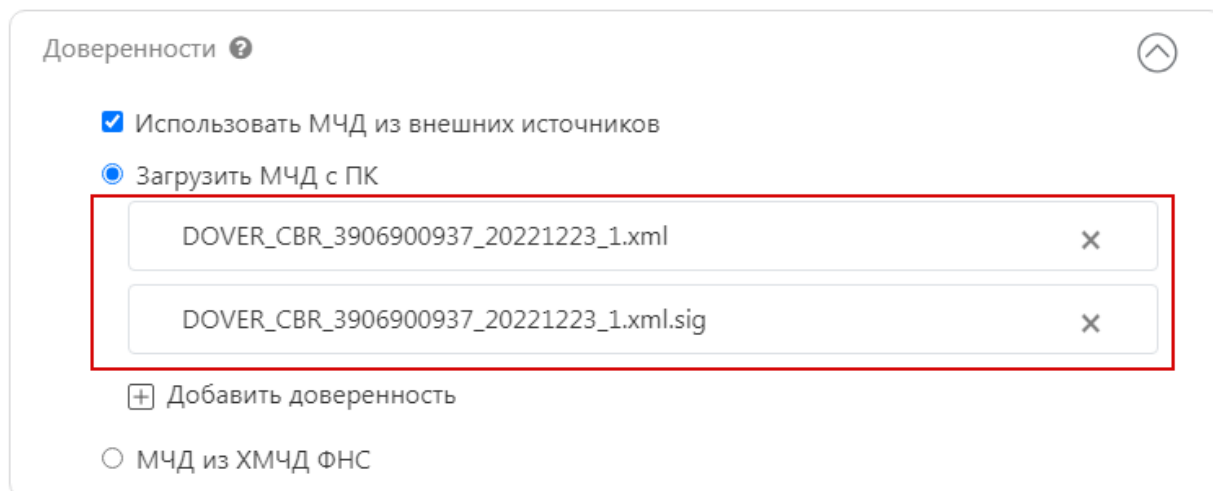 Доверенности ?
Использовать МЧД из внешних источников
Загрузить МЧД с ПК
DOVER_CBR_3906900937_20221223_1.xml
DOVER_CBR_3906900937_20221223_1.xml.sig
Добавить доверенность
МЧД из ХМЧД ФНС